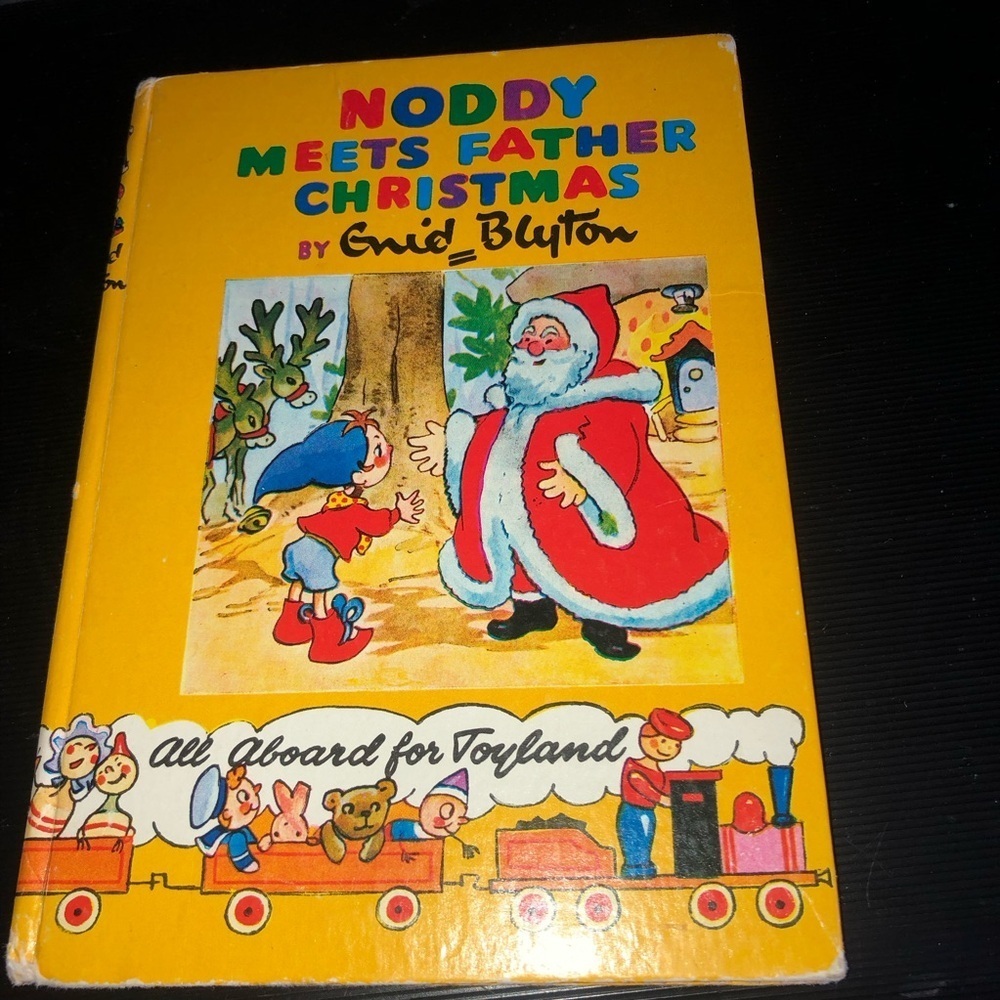 NODDY
MEETS FATHER
CHRISTMAS
BY Enid Blyton
All Aboard for Toyland